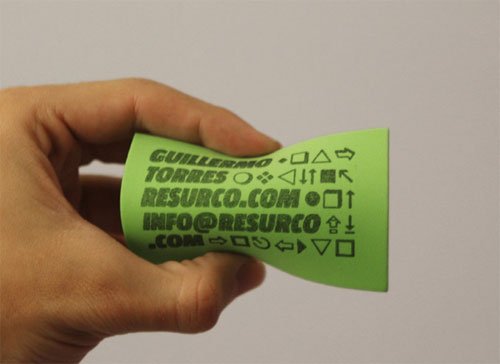 GUILLERMO
TORRES
RESURCO.COM
INFO@RESURCO
.COM